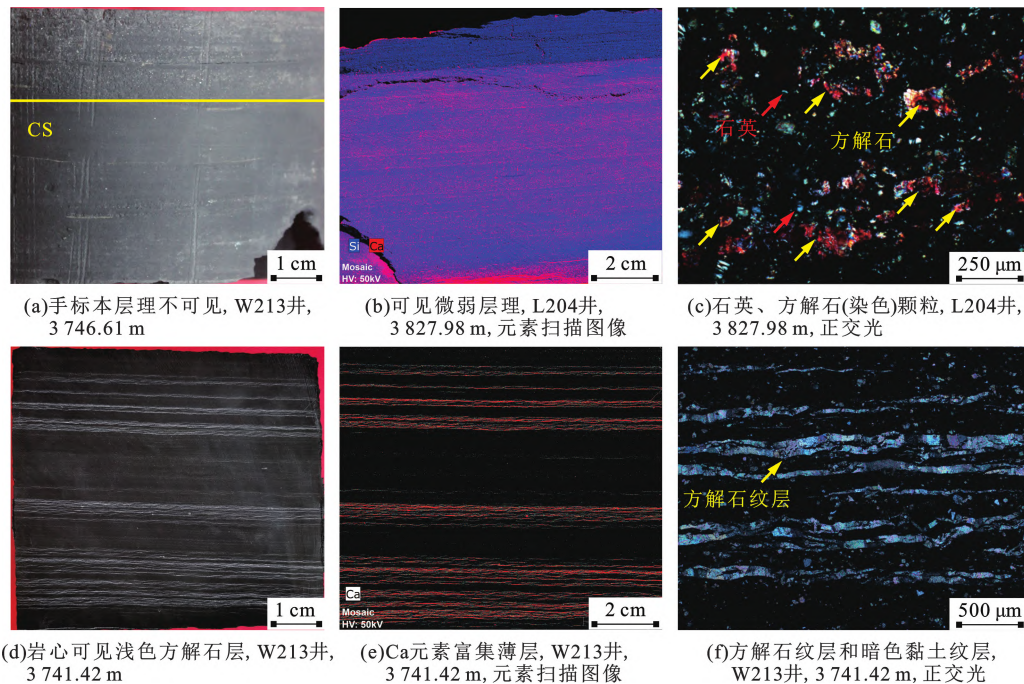 CS
1 cm
Si Ca
Mosaic
HV: 50kV
2 cm
石英
方解石
250 μm
(a)手标本层理不可见, W213井,
3 746.61 m
(b)可见微弱层理, L204井,
3 827.98 m, 元素扫描图像
(c)石英、方解石(染色)颗粒, L204井,
3 827.98 m, 正交光
1 cm
Ca
Mosaic
HV: 50kV
2 cm
方解石纹层
500 μm
(d)岩心可见浅色方解石层, W213井,
3 741.42 m
(e)Ca元素富集薄层, W213井,
3 741.42 m, 元素扫描图像
(f)方解石纹层和暗色黏土纹层,
W213井, 3 741.42 m, 正交光